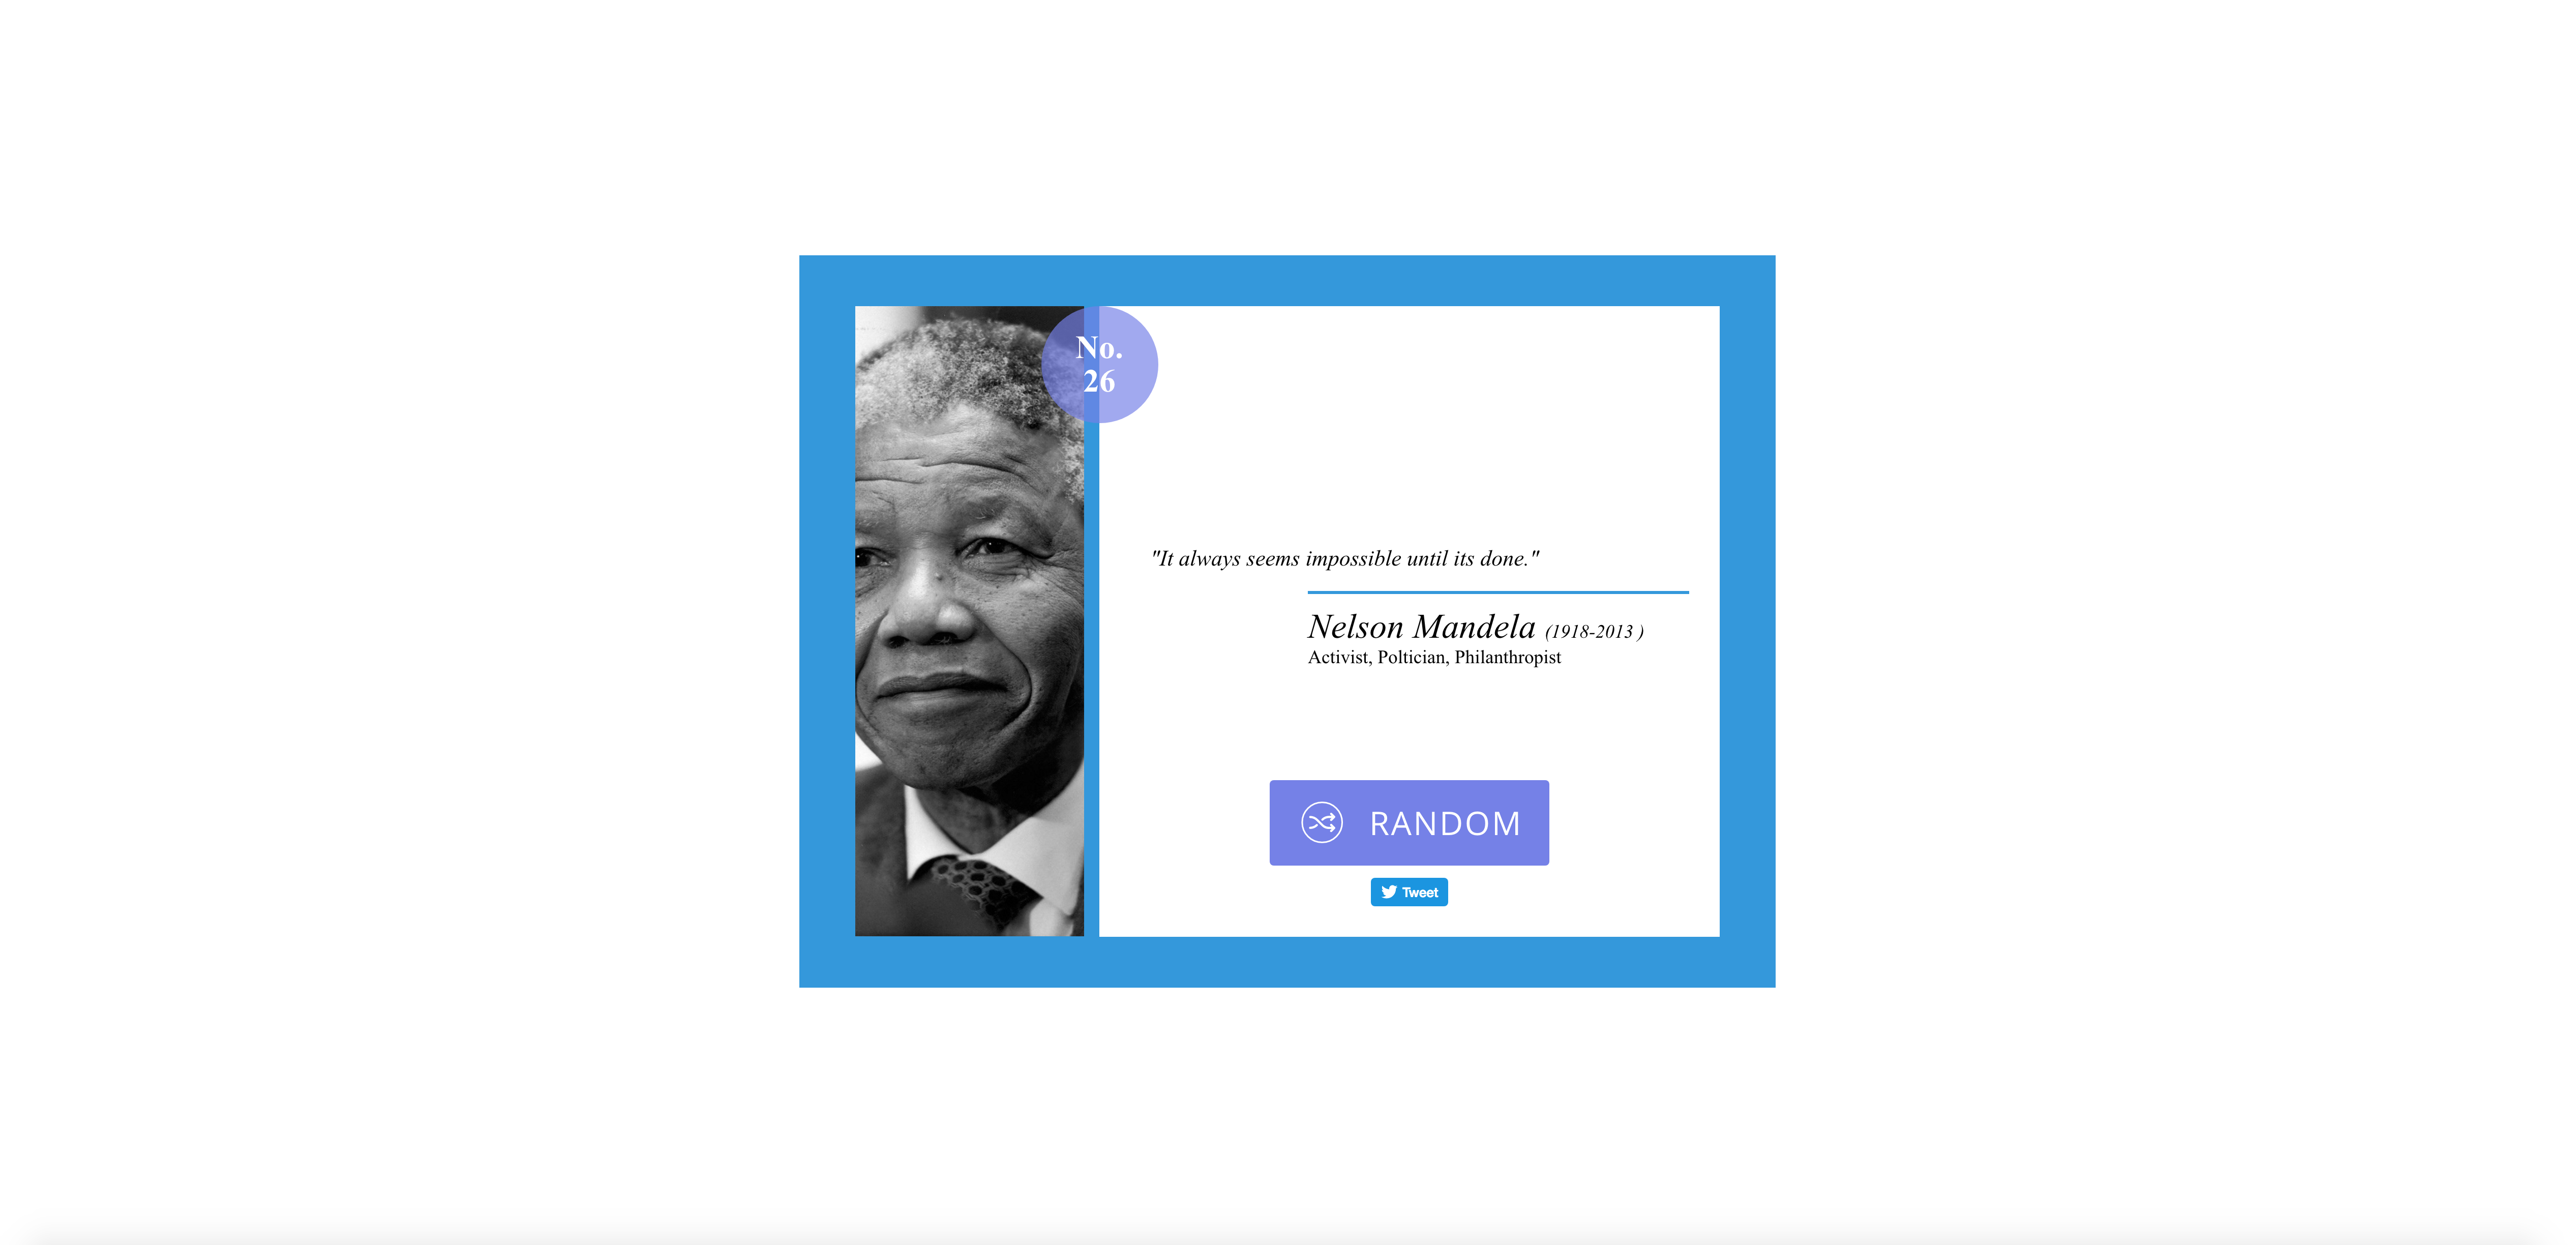 No.
26
"It always seems impossible until its done."
Nelson Mandela (1918-2013 )
Activist, Poltician, Philanthropist
RANDOM
Tweet